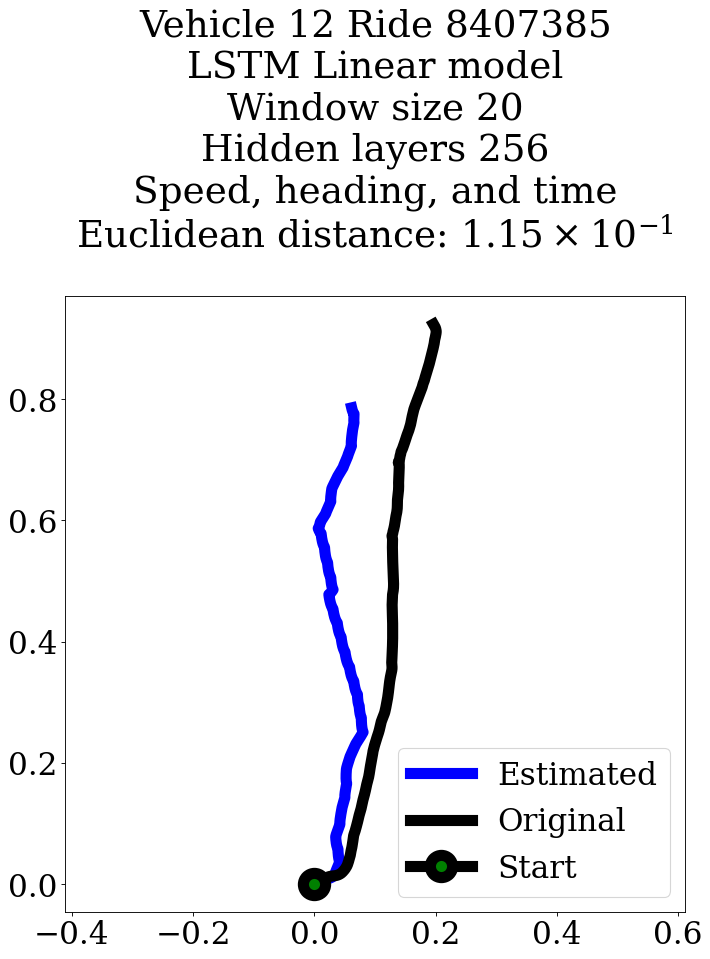 Vehicle 12 Ride 8407385
LSTM Linear model
Window size 20
Hidden layers 256
Speed, heading, and time
Euclidean distance: 1.15 × 10⁻¹
0.8
0.6
0.4
0.2
0.0
Estimated
Original
Start
−0.4 −0.2 0.0 0.2 0.4 0.6